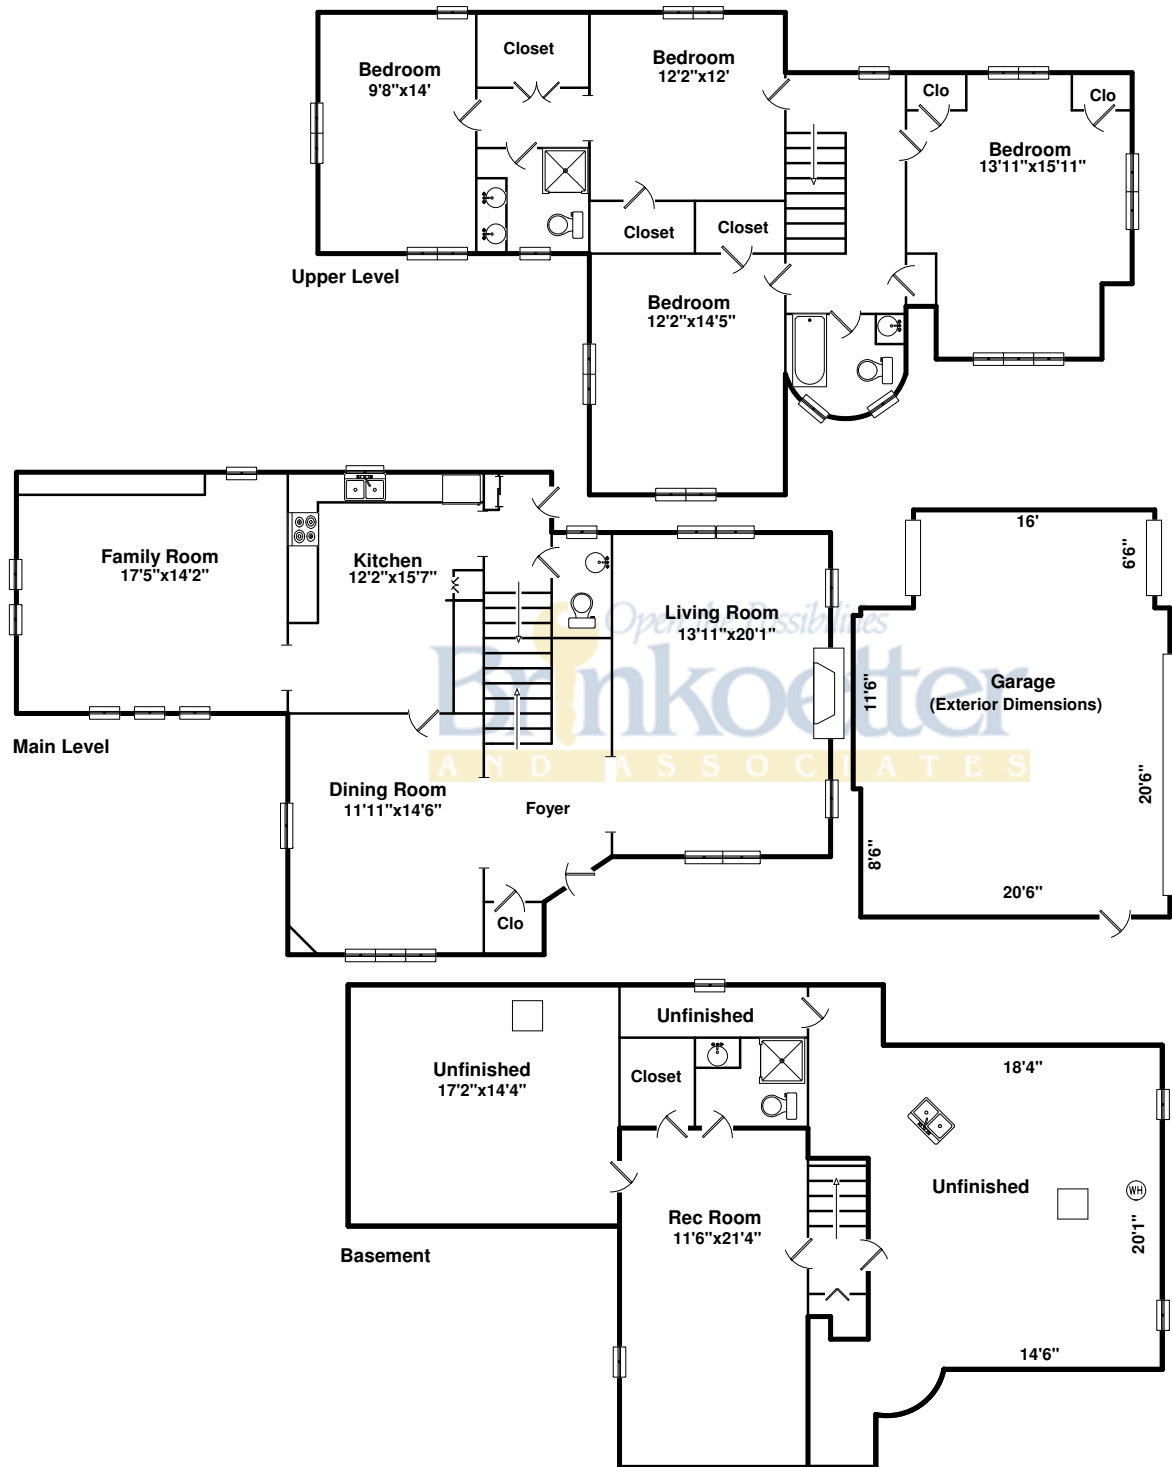 Bedroom
9'8"x14'
Closet
Bedroom
12'2"x12'
Clo
Clo
Bedroom
13'11"x15'11"
Closet
Closet
Upper Level
Bedroom
12'2"x14'5"
Family Room
17'5"x14'2"
Kitchen
12'2"x15'7"
Living Room
13'11"x20'1"
Open the Possibilities
Brinkoetter
AND ASSOCIATES
Main Level
Dining Room
11'11"x14'6"
Foyer
Clo
16'
6'6"
11'6"
Garage
(Exterior Dimensions)
20'6"
8'6"
20'6"
Unfinished
Unfinished
17'2"x14'4"
Closet
18'4"
Unfinished
WH
20'1"
Rec Room
11'6"x21'4"
Basement
14'6"